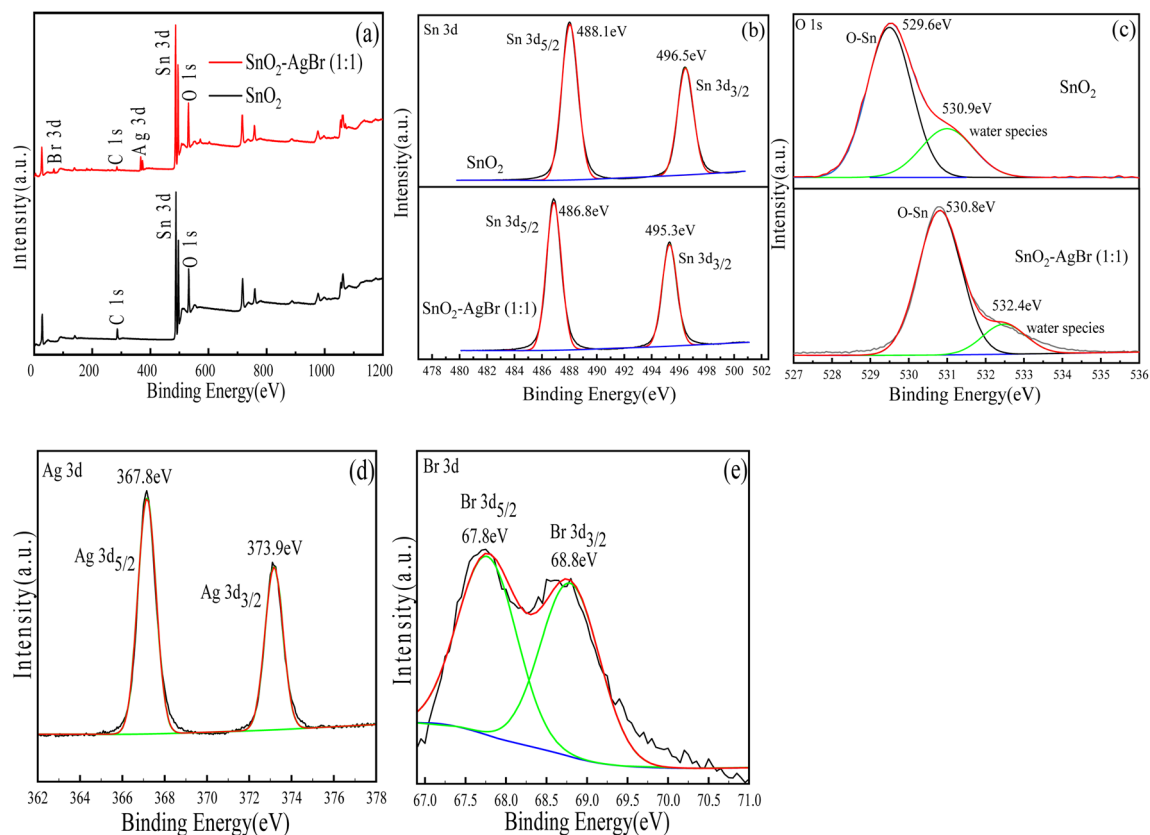 (a)
Sn 3d
SnO2-AgBr (1:1)
SnO2
O 1s
Br 3d
C 1s
Ag 3d
Sn 3d
O 1s
C 1s
Intensity(a.u.)
0 200 400 600 800 1000 1200
Binding Energy(eV)
Sn 3d
(b)
Sn 3d5/2
488.1eV
496.5eV
Sn 3d3/2
SnO2
Sn 3d5/2
486.8eV
495.3eV
Sn 3d3/2
SnO2-AgBr (1:1)
Intensity(a.u.)
478 480 482 484 485 486 488 490 492 494 495 496 498 500 501 502
Binding Energy(eV)
O 1s
(c)
529.6eV
O-Sn
SnO2
530.9eV
water species
O-Sn
530.8eV
SnO2-AgBr (1:1)
532.4eV
water species
Intensity(a.u.)
527 528 529 530 531 532 533 534 535 536
Binding Energy(eV)
Ag 3d
(d)
367.8eV
Ag 3d5/2
373.9eV
Ag 3d3/2
Intensity(a.u.)
362 364 366 368 370 372 374 376 378
Binding Energy(eV)
Br 3d
(e)
Br 3d5/2
67.8eV
Br 3d3/2
68.8eV
Intensity(a.u.)
67.0 67.5 68.0 68.5 69.0 69.5 70.0 70.5 71.0
Binding Energy(eV)